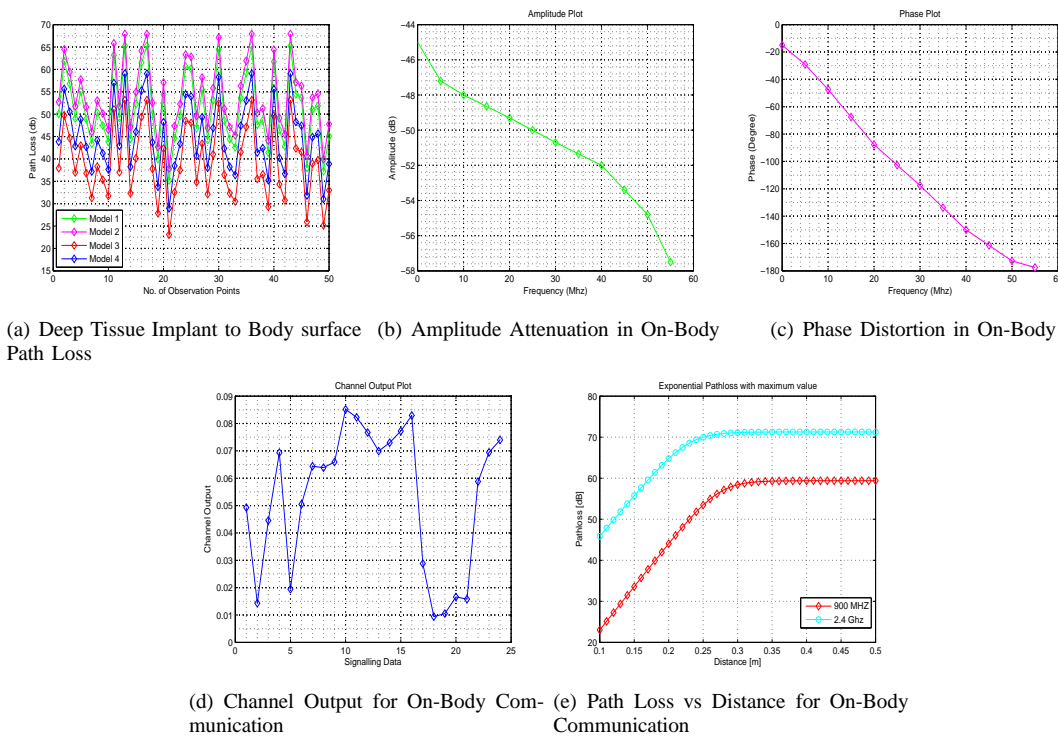 Path Loss (db)
70
65
60
55
50
45
40
35
30
25
20
15
Model 1
Model 2
Model 3
Model 4
0 10 20 30 40 50
No. of Observation Points
Amplitude Plot
Amplitude (dB)
−44
−46
−48
−50
−52
−54
−56
−58
0 10 20 30 40 50 60
Frequency (Mhz)
Phase Plot
Phase (Degree)
0
−20
−40
−60
−80
−100
−120
−140
−160
−180
0 10 20 30 40 50 60
Frequency (Mhz)
(a) Deep Tissue Implant to Body surface
Path Loss
(b) Amplitude Attenuation in On-Body
(c) Phase Distortion in On-Body
Channel Output Plot
Channel Output
0.09
0.08
0.07
0.06
0.05
0.04
0.03
0.02
0.01
0
0 5 10 15 20 25
Signalling Data
Exponential Pathloss with maximum value
Pathloss [dB]
80
70
60
50
40
30
20
900 MHZ
2.4 Ghz
0.1 0.15 0.2 0.25 0.3 0.35 0.4 0.45 0.5
Distance [m]
(d) Channel Output for On-Body Com-
munication
(e) Path Loss vs Distance for On-Body
Communication